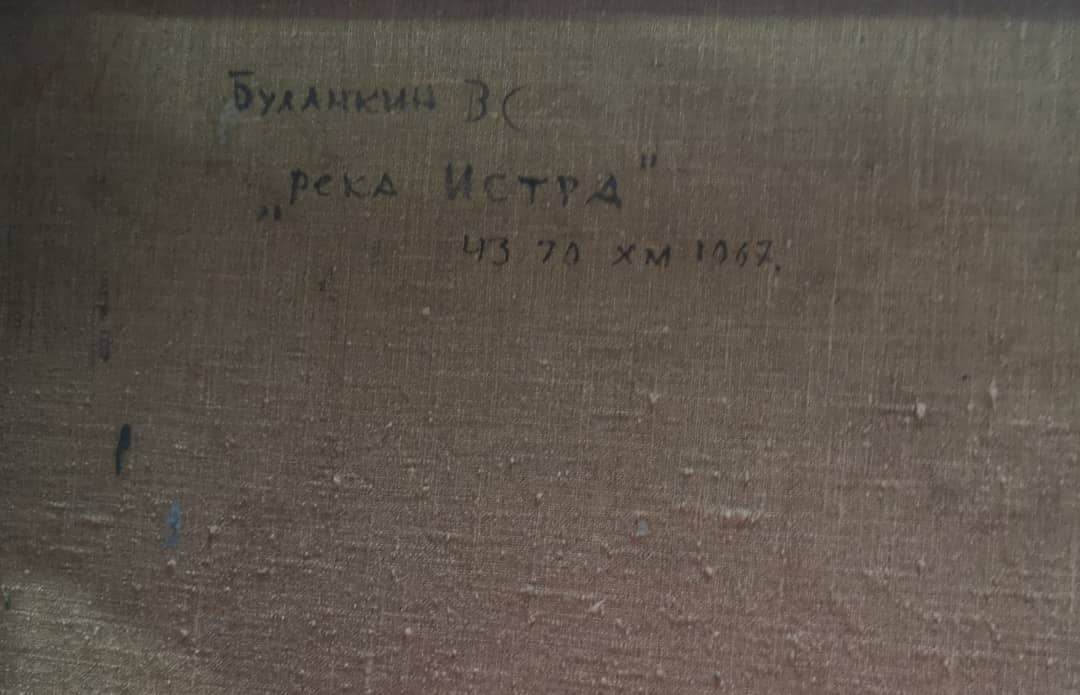 Буланкин ВС
„река Истра"
43 70 хм 1967.